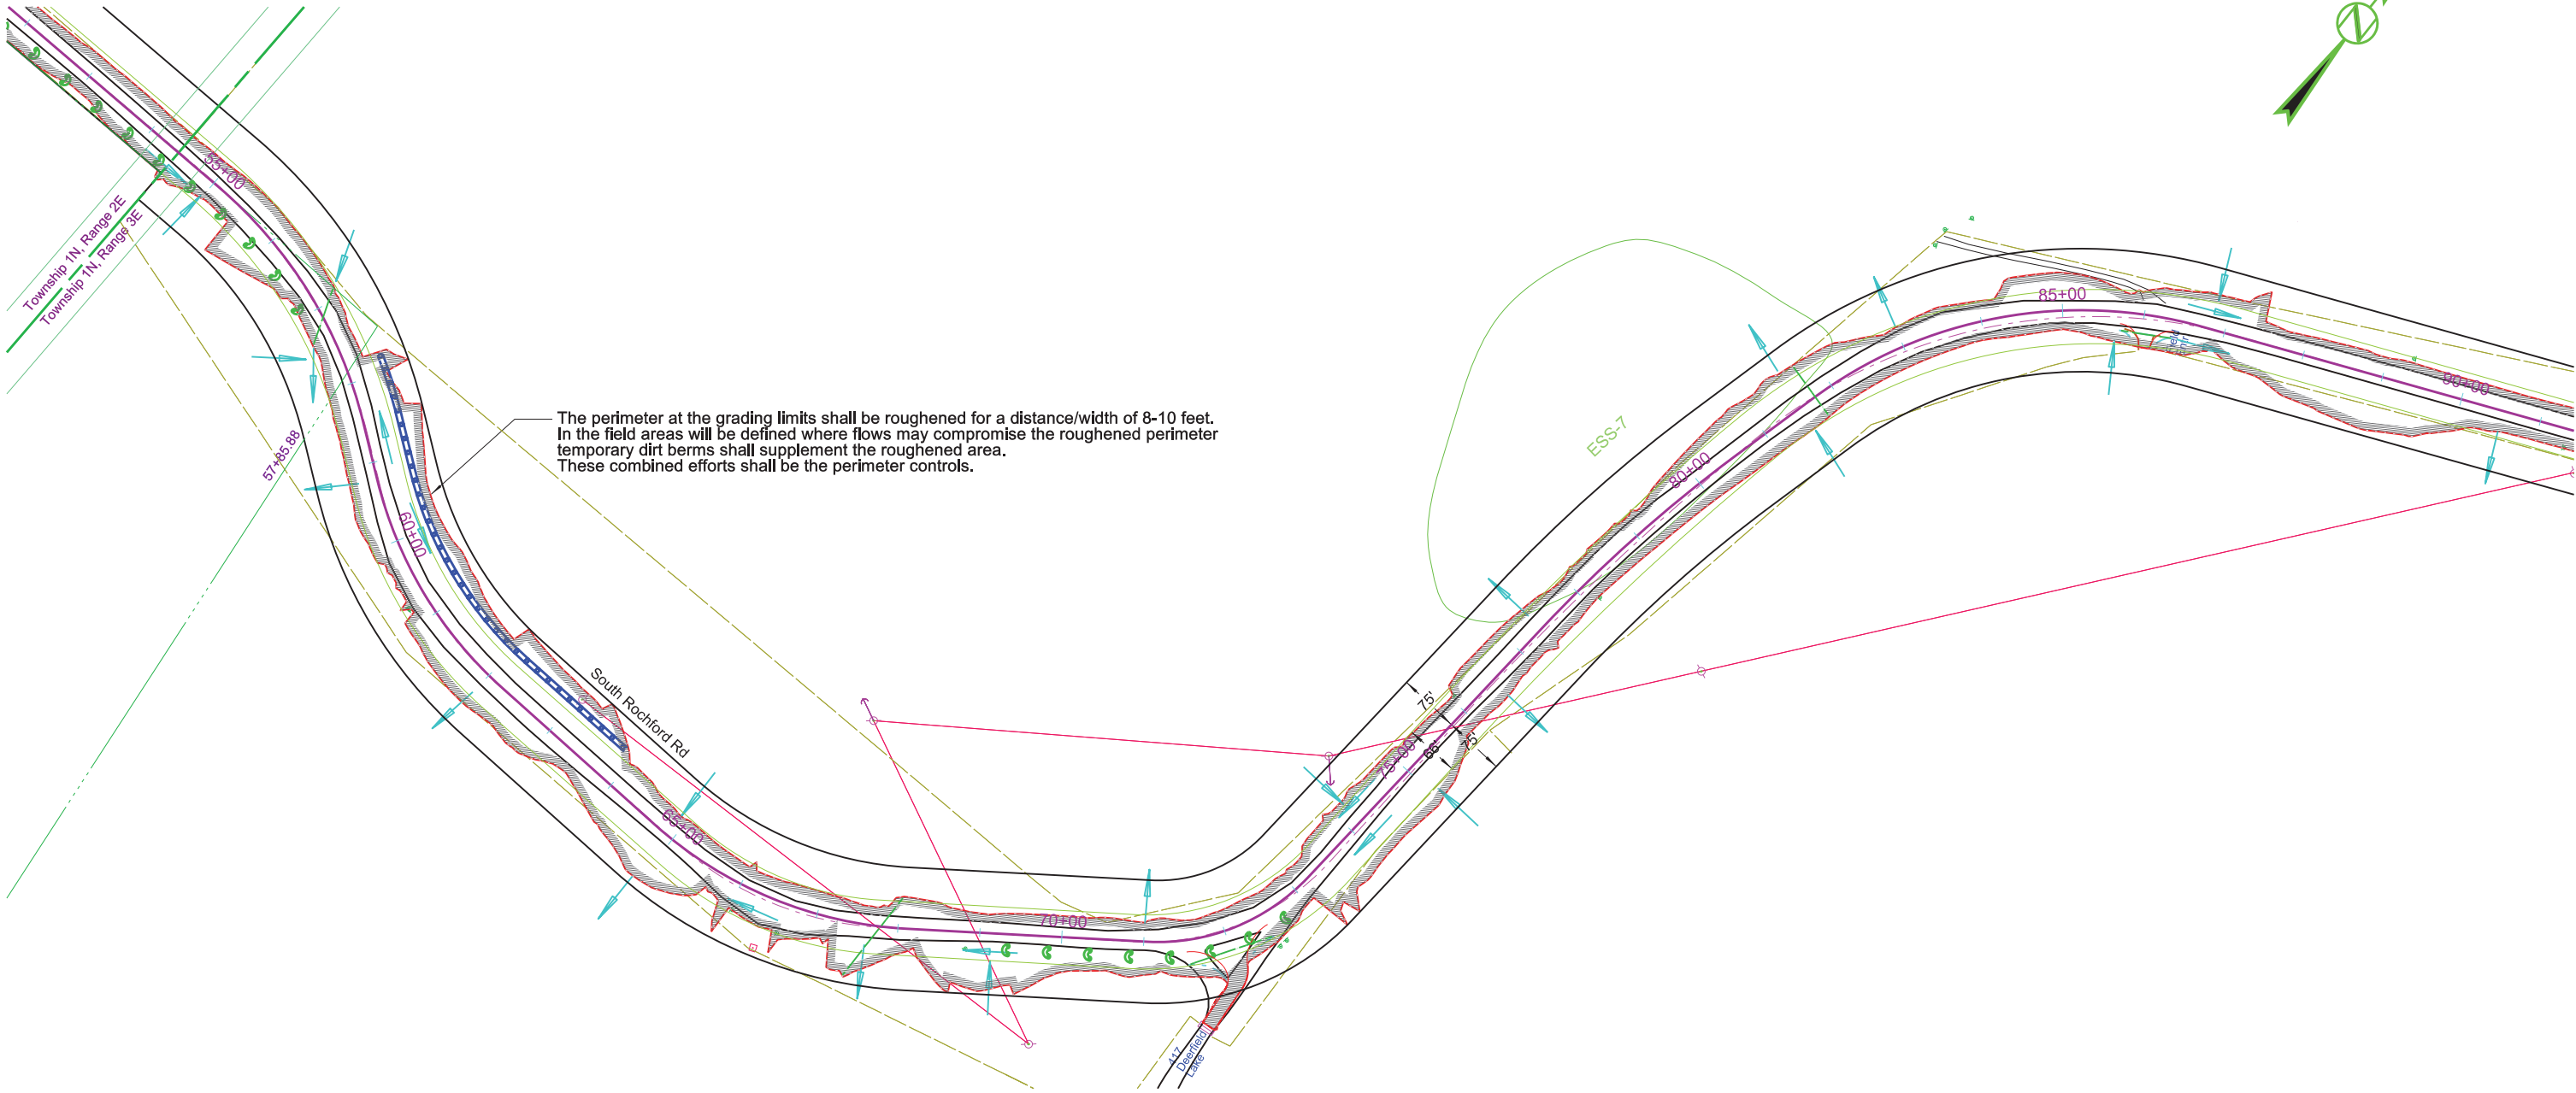 55+00
Township 1N, Range 2E
Township 1N, Range 3E
57+85.88
The perimeter at the grading limits shall be roughened for a distance/width of 8-10 feet.
In the field areas will be defined where flows may compromise the roughened perimeter
temporary dirt berms shall supplement the roughened area.
These combined efforts shall be the perimeter controls.
60+00
South Rochford Rd
65+00
70+00
417
Deerfield
Lake
75+00
75'
66'
75'
ESS-7
80+00
85+00
90+00
N